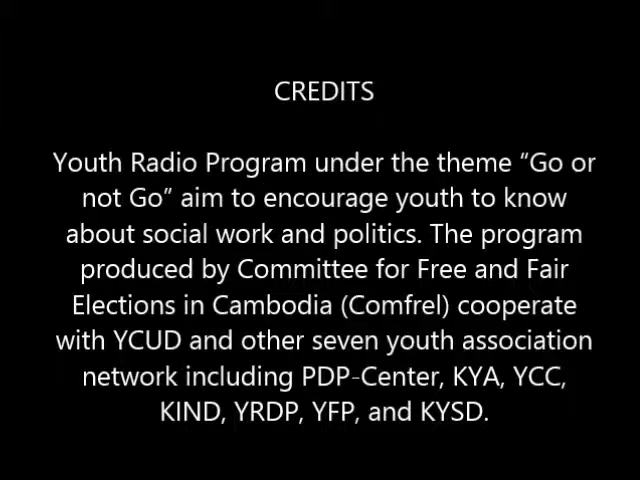 CREDITS
Youth Radio Program under the theme “Go or
not Go” aim to encourage youth to know
about social work and politics. The program
produced by Committee for Free and Fair
Elections in Cambodia (Comfrel) cooperate
with YCUD and other seven youth association
network including PDP-Center, KYA, YCC,
KIND, YRDP, YFP, and KYSD.